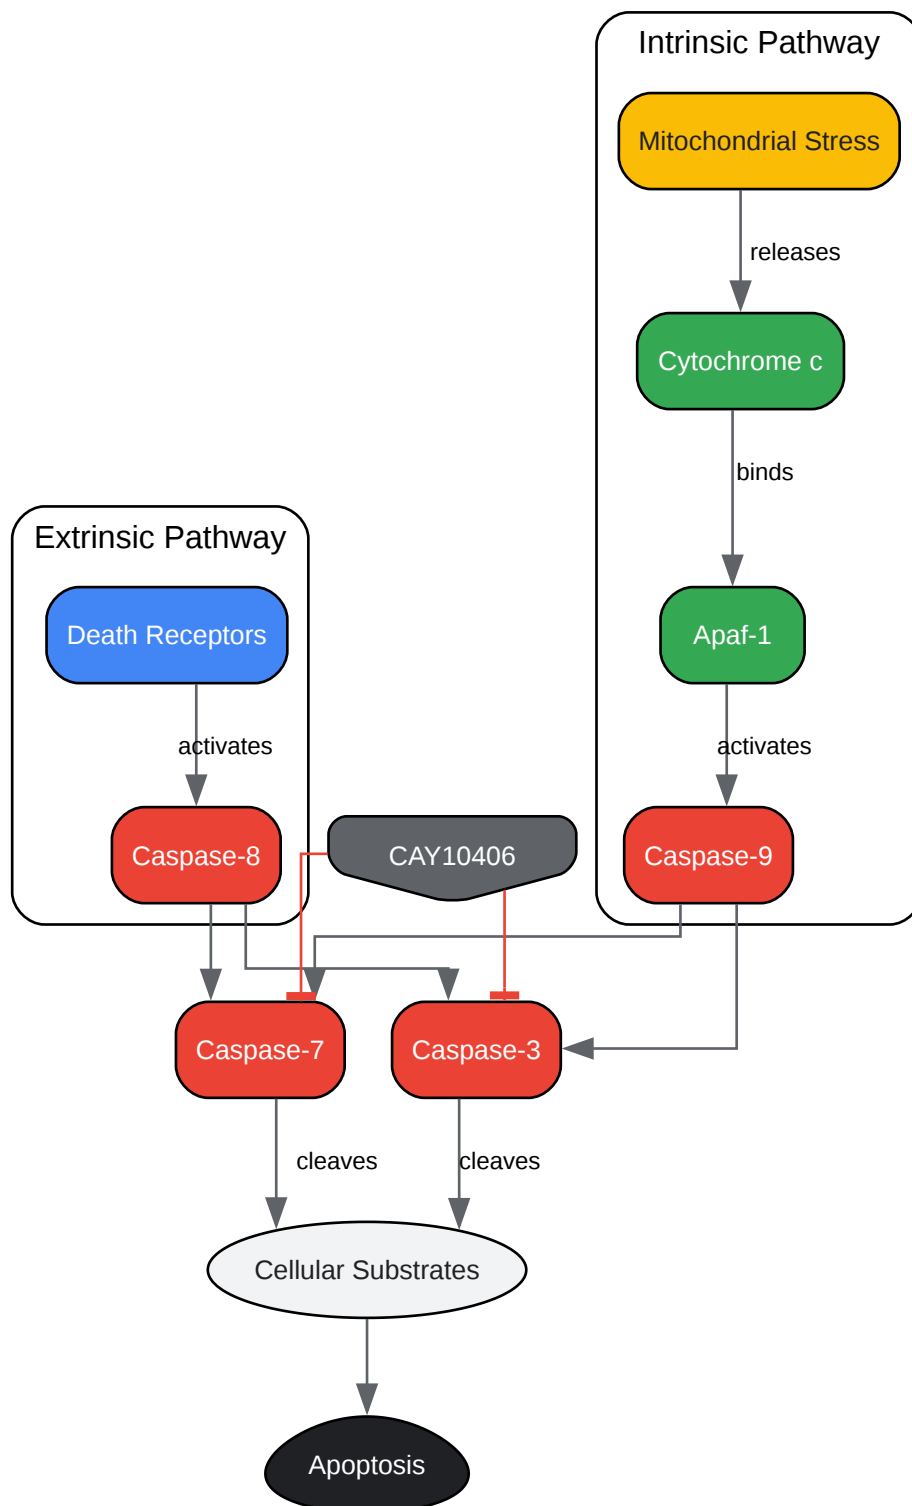 Intrinsic Pathway
Mitochondrial Stress
releases
Cytochrome c
binds
Extrinsic Pathway
Death Receptors
Apaf-1
activates
activates
Caspase-8
CAY10406
Caspase-9
Caspase-7
Caspase-3
cleaves
cleaves
Cellular Substrates
Apoptosis